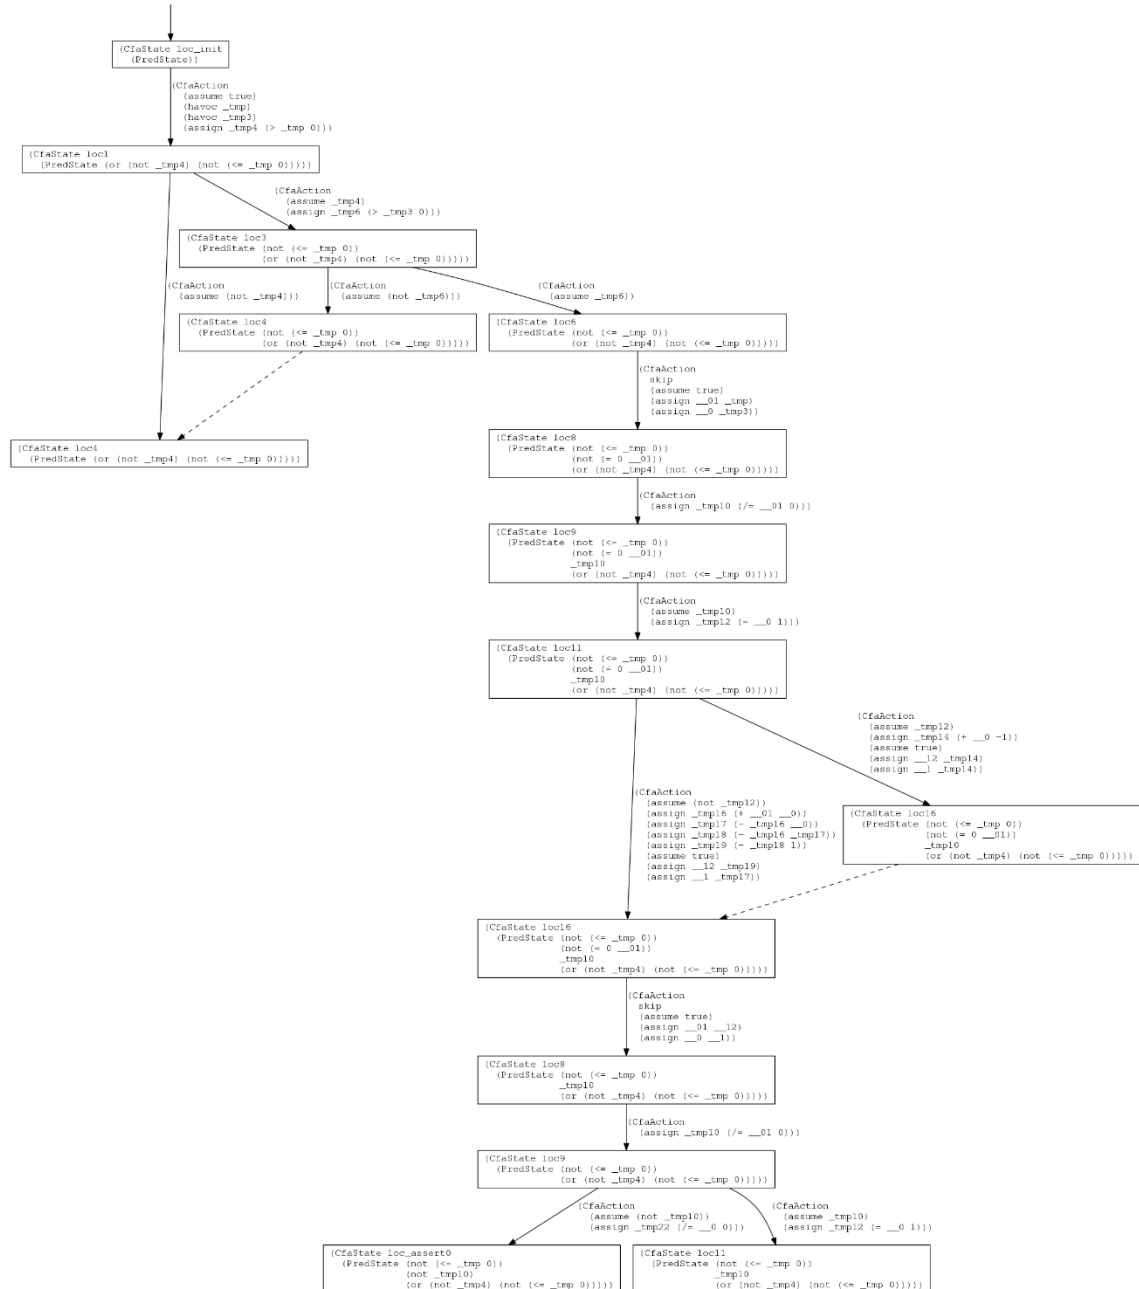 (CfaState loc_init
(PredState))
(CfaAction
(assume true)
(havoc _tmp)
(havoc _tmp3)
(assign _tmp4 (> _tmp 0)))
(CfaState loc1
(PredState (or (not _tmp4) (not (<= _tmp 0)))))
(CfaAction
(assume _tmp4)
(assign _tmp6 (> _tmp3 0)))
(CfaState loc3
(PredState (not (<= _tmp 0))
(or (not _tmp4) (not (<= _tmp 0)))))
(CfaAction
(assume (not _tmp4)))
(CfaAction
(assume (not _tmp6)))
(CfaAction
(assume _tmp6))
(CfaState loc4
(PredState (not (<= _tmp 0))
(or (not _tmp4) (not (<= _tmp 0)))))
(CfaState loc6
(PredState (not (<= _tmp 0))
(or (not _tmp4) (not (<= _tmp 0)))))
(CfaAction
skip
(assume true)
(assign __01 _tmp)
(assign __0 _tmp3))
(CfaState loc4
(PredState (or (not _tmp4) (not (<= _tmp 0)))))
(CfaState loc8
(PredState (not (<= _tmp 0))
(not (= 0 __01))
(or (not _tmp4) (not (<= _tmp 0)))))
(CfaAction
(assign _tmp10 (/= __01 0)))
(CfaState loc9
(PredState (not (<= _tmp 0))
(not (= 0 __01))
_tmp10
(or (not _tmp4) (not (<= _tmp 0)))))
(CfaAction
(assume _tmp10)
(assign _tmp12 (= __0 1)))
(CfaState loc11
(PredState (not (<= _tmp 0))
(not (= 0 __01))
_tmp10
(or (not _tmp4) (not (<= _tmp 0)))))
(CfaAction
(assume _tmp12)
(assign _tmp14 (+ __0 -1))
(assume true)
(assign __12 _tmp14)
(assign __1 _tmp14))
(CfaAction
(assume (not _tmp12))
(assign _tmp16 (+ __01 __0))
(assign _tmp17 (- _tmp16 __0))
(assign _tmp18 (- _tmp16 _tmp17))
(assign _tmp19 (- _tmp18 1))
(assume true)
(assign __12 _tmp19)
(assign __1 _tmp17))
(CfaState loc16
(PredState (not (<= _tmp 0))
(not (= 0 __01))
_tmp10
(or (not _tmp4) (not (<= _tmp 0)))))
(CfaState loc16
(PredState (not (<= _tmp 0))
(not (= 0 __01))
_tmp10
(or (not _tmp4) (not (<= _tmp 0)))))
(CfaAction
skip
(assume true)
(assign __01 __12)
(assign __0 __1))
(CfaState loc8
(PredState (not (<= _tmp 0))
_tmp10
(or (not _tmp4) (not (<= _tmp 0)))))
(CfaAction
(assign _tmp10 (/= __01 0)))
(CfaState loc9
(PredState (not (<= _tmp 0))
(or (not _tmp4) (not (<= _tmp 0)))))
(CfaAction
(assume (not _tmp10))
(assign _tmp22 (/= __0 0)))
(CfaAction
(assume _tmp10)
(assign _tmp12 (= __0 1)))
(CfaState loc_assert0
(PredState (not (<= _tmp 0))
(not _tmp10)
(or (not _tmp4) (not (<= _tmp 0)))))
(CfaState loc11
(PredState (not (<= _tmp 0))
_tmp10
(or (not _tmp4) (not (<= _tmp 0)))))